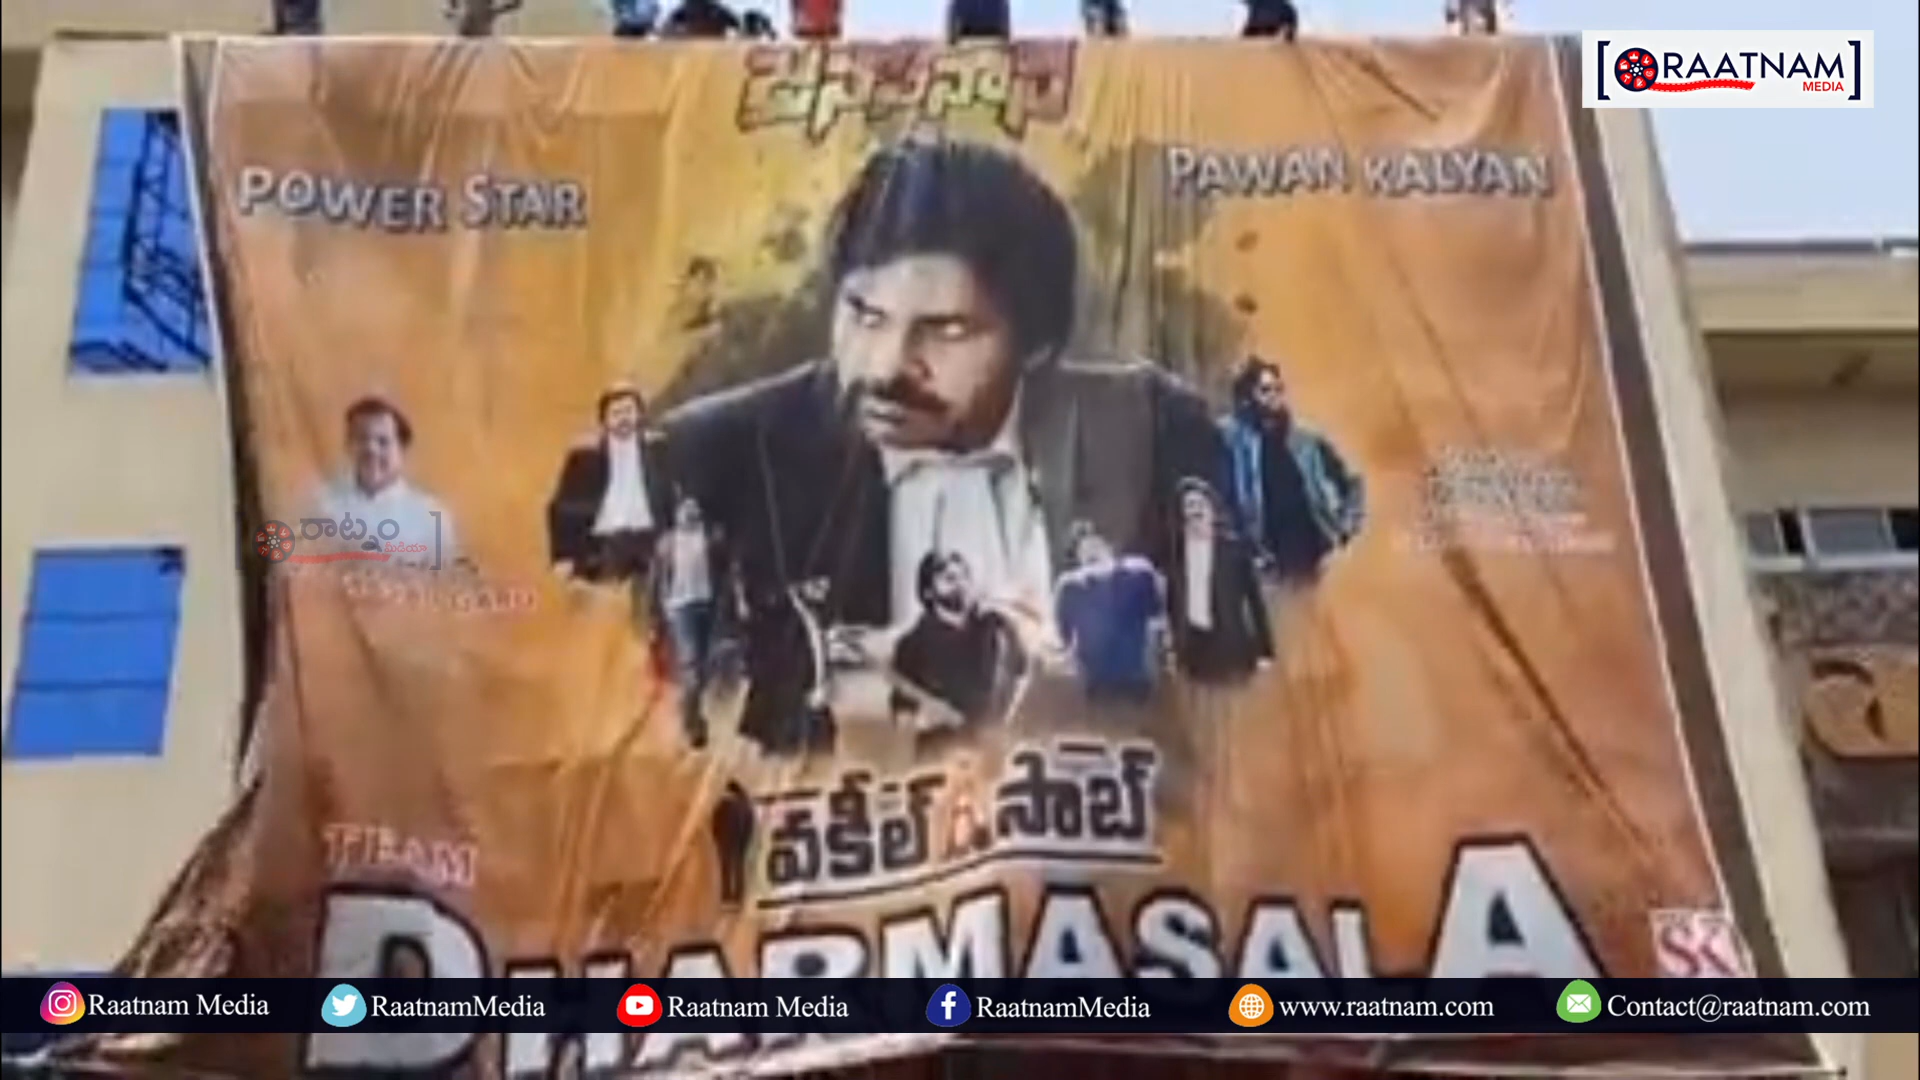 జనసేనాని
RAATNAM
MEDIA
POWER STAR
PAWAN KALYAN
రాట్నం
మీడియా
వకీల్ సాబ్
TEAM
DHARMASALA
SK
Raatnam Media
RaatnamMedia
Raatnam Media
RaatnamMedia
www.raatnam.com
Contact@raatnam.com